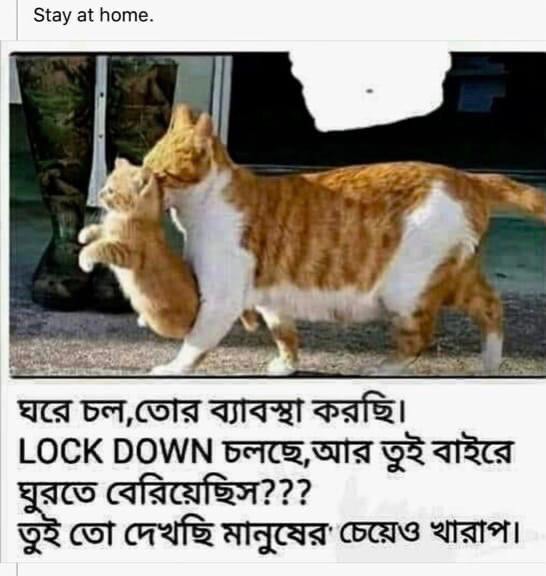 Stay at home.
ঘরে চল,তোর ব্যাবস্থা করছি।
LOCK DOWN চলছে,আর তুই বাইরে
ঘুরতে বেরিয়েছিস???
তুই তো দেখছি মানুষের চেয়েও খারাপ।